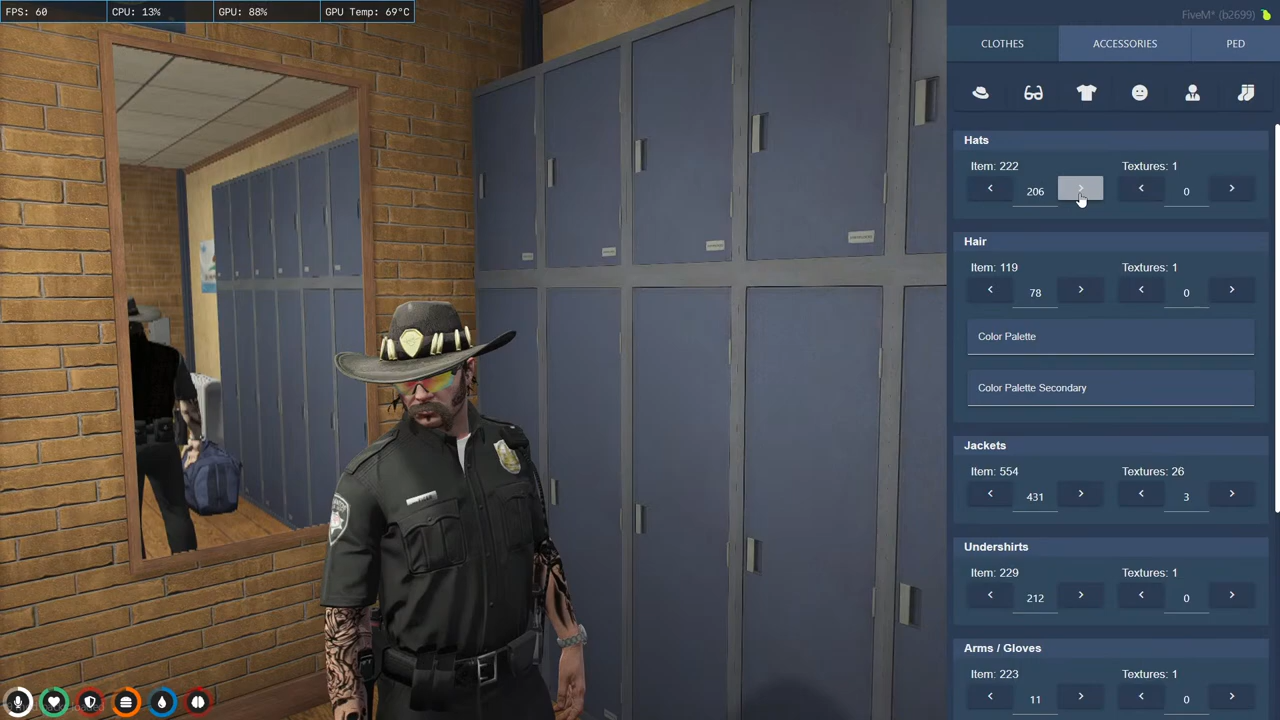 FPS: 60 CPU: 13% GPU: 88% GPU Temp: 69°C
FiveM* (b2699)
CLOTHES ACCESSORIES PED
Hats
Item: 222 Textures: 1
206 0
Hair
Item: 119 Textures: 1
78 0
Color Palette
Color Palette Secondary
Jackets
Item: 554 Textures: 26
431 3
Undershirts
Item: 229 Textures: 1
212 0
Arms / Gloves
Item: 223 Textures: 1
11 0